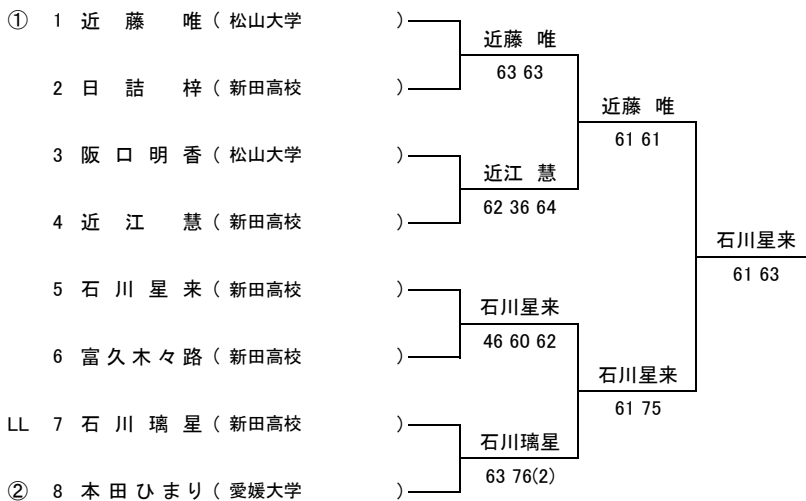 ① 1 近藤 唯 ( 松山大学 )
近藤 唯
63 63
2 日詰 梓 ( 新田高校 )
近藤 唯
61 61
3 阪口明香 ( 松山大学 )
近江 慧
62 36 64
4 近江 慧 ( 新田高校 )
石川星来
61 63
5 石川星来 ( 新田高校 )
石川星来
46 60 62
6 富久木々路 ( 新田高校 )
石川星来
61 75
LL 7 石川璃星 ( 新田高校 )
石川璃星
63 76(2)
② 8 本田ひまり ( 愛媛大学 )